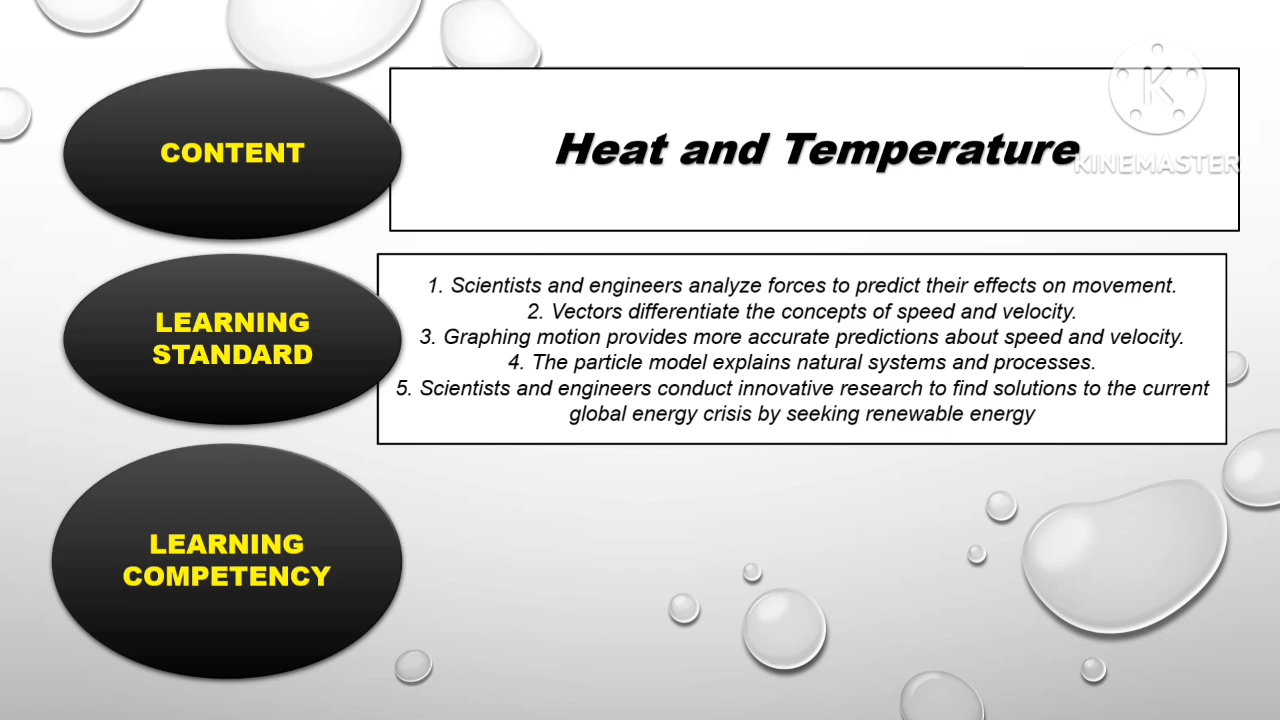 CONTENT
Heat and Temperature
K
KINEMASTER
LEARNING
STANDARD
1. Scientists and engineers analyze forces to predict their effects on movement.
2. Vectors differentiate the concepts of speed and velocity.
3. Graphing motion provides more accurate predictions about speed and velocity.
4. The particle model explains natural systems and processes.
5. Scientists and engineers conduct innovative research to find solutions to the current
global energy crisis by seeking renewable energy
LEARNING
COMPETENCY